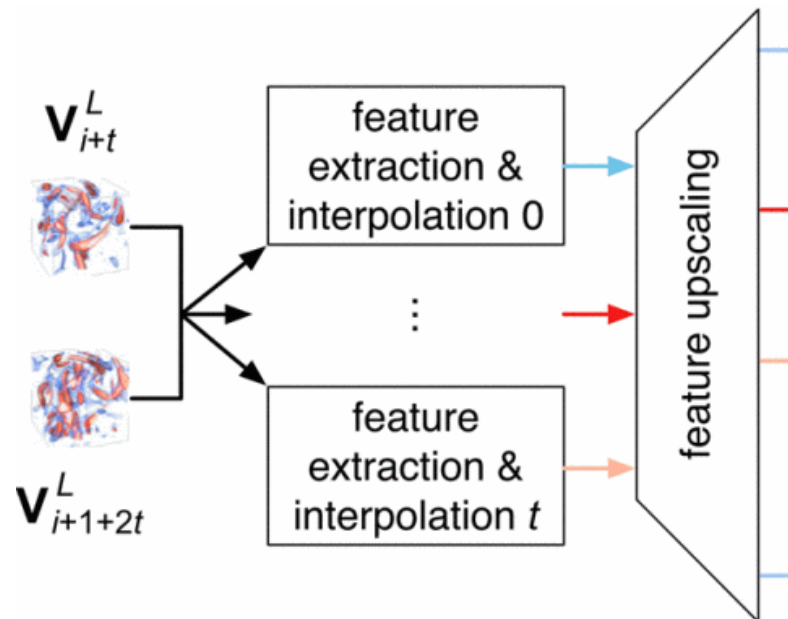 V^L_{i+t}
V^L_{i+1+2t}
feature
extraction &
interpolation 0
⋮
feature
extraction &
interpolation t
feature upscaling